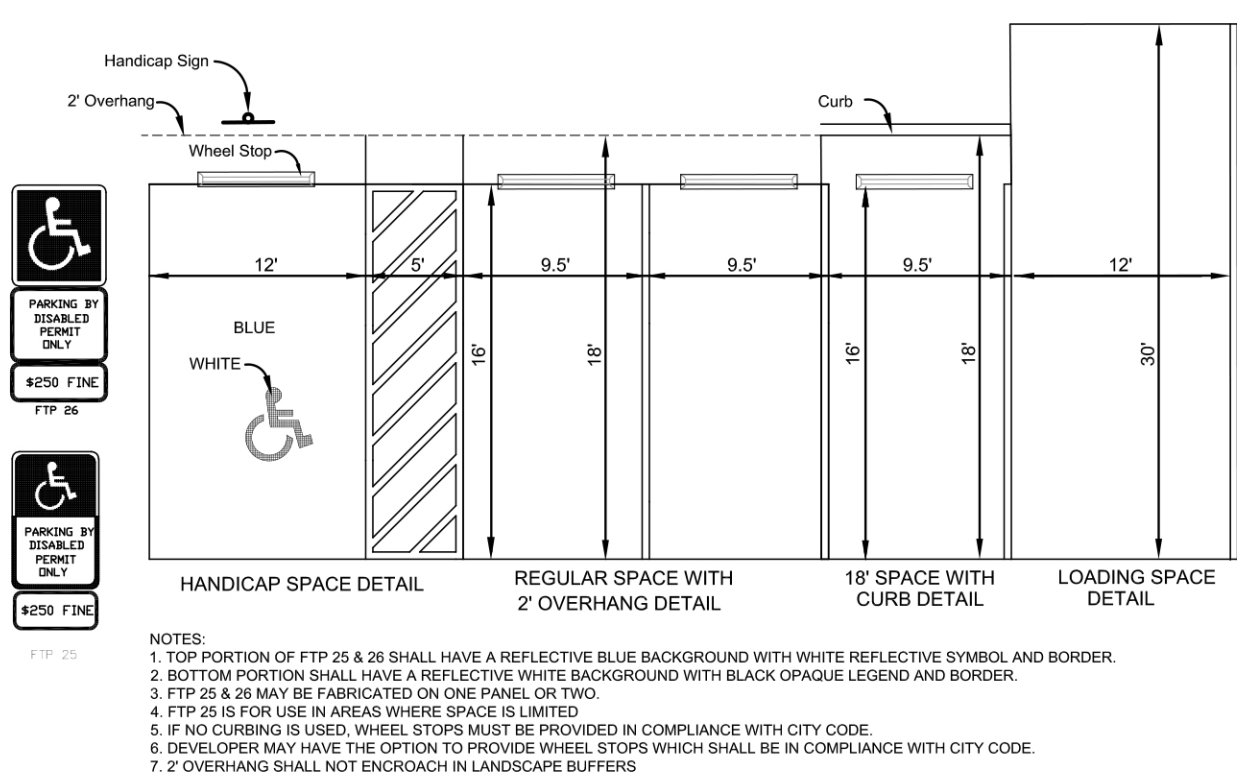 Handicap Sign
2' Overhang
Curb
Wheel Stop
12'
5'
9.5'
9.5'
9.5'
12'
PARKING BY
DISABLED
PERMIT
ONLY
$250 FINE
FTP 26
BLUE
WHITE
16'
18'
16'
18'
30'
PARKING BY
DISABLED
PERMIT
ONLY
$250 FINE
FTP 25
HANDICAP SPACE DETAIL
REGULAR SPACE WITH
2' OVERHANG DETAIL
18' SPACE WITH
CURB DETAIL
LOADING SPACE
DETAIL
NOTES:
1. TOP PORTION OF FTP 25 & 26 SHALL HAVE A REFLECTIVE BLUE BACKGROUND WITH WHITE REFLECTIVE SYMBOL AND BORDER.
2. BOTTOM PORTION SHALL HAVE A REFLECTIVE WHITE BACKGROUND WITH BLACK OPAQUE LEGEND AND BORDER.
3. FTP 25 & 26 MAY BE FABRICATED ON ONE PANEL OR TWO.
4. FTP 25 IS FOR USE IN AREAS WHERE SPACE IS LIMITED
5. IF NO CURBING IS USED, WHEEL STOPS MUST BE PROVIDED IN COMPLIANCE WITH CITY CODE.
6. DEVELOPER MAY HAVE THE OPTION TO PROVIDE WHEEL STOPS WHICH SHALL BE IN COMPLIANCE WITH CITY CODE.
7. 2' OVERHANG SHALL NOT ENCROACH IN LANDSCAPE BUFFERS